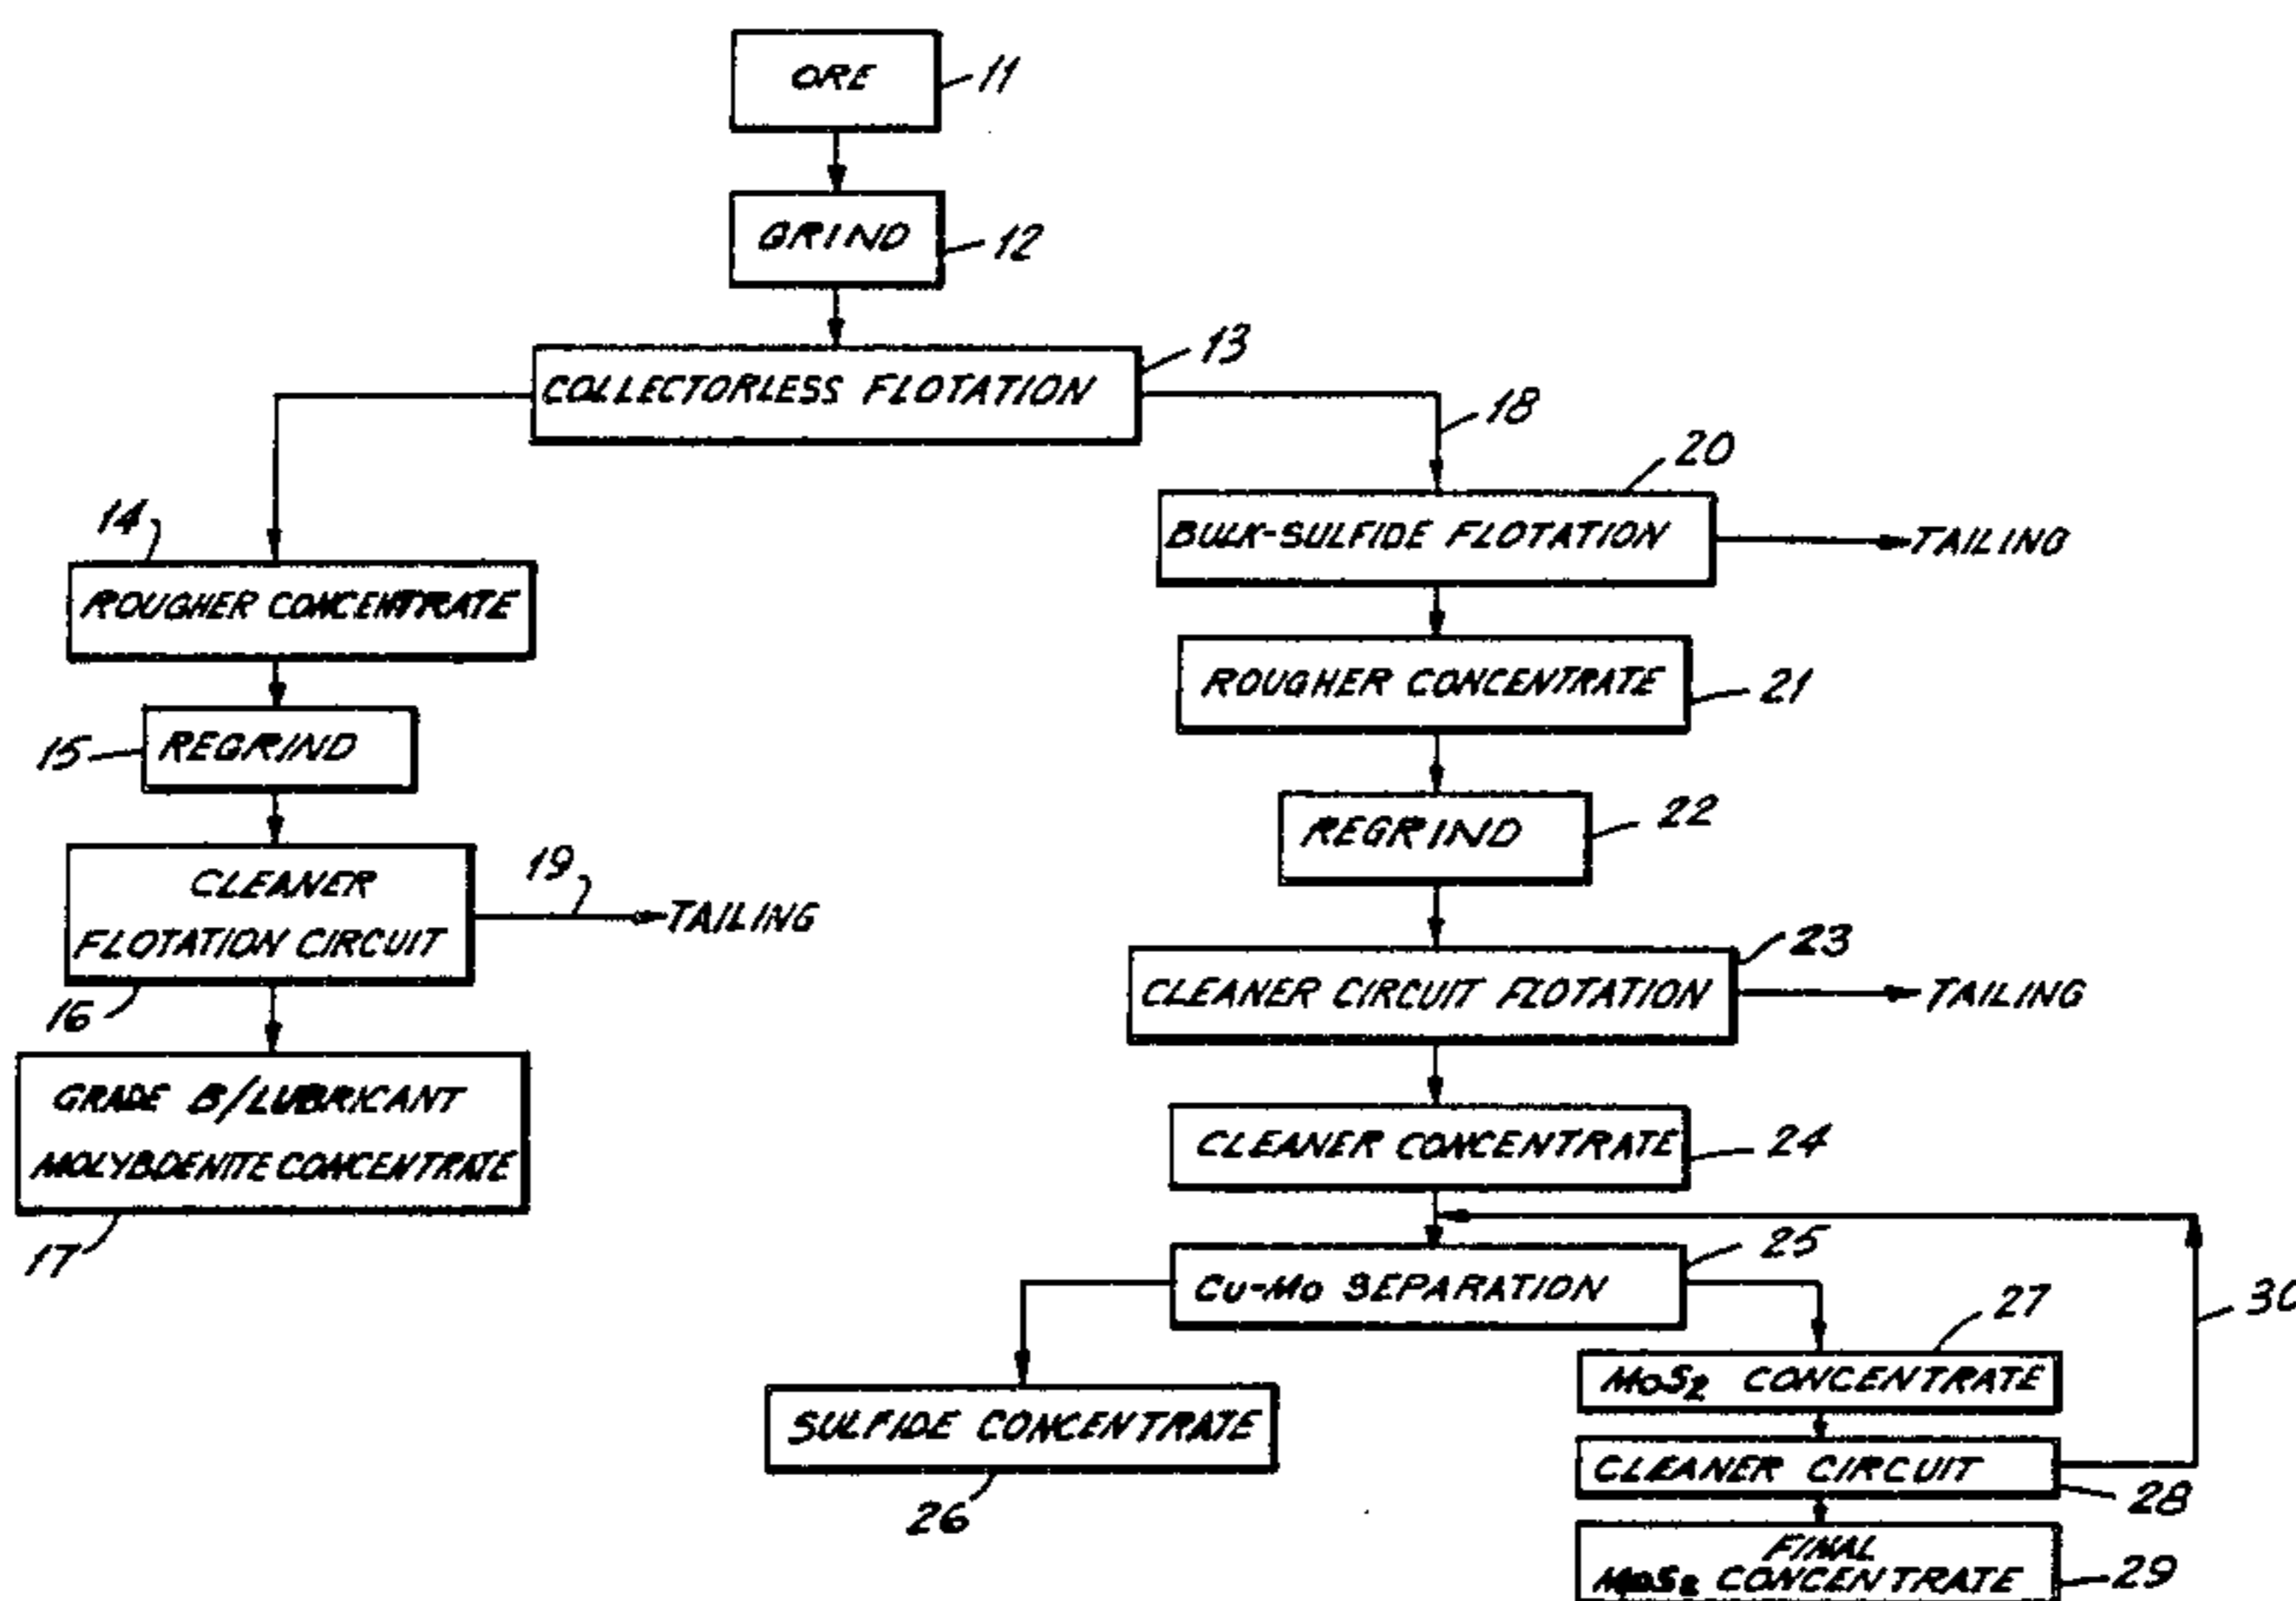 ORE
11
GRIND
12
COLLECTORLESS FLOTATION
13
18
14
ROUGHER CONCENTRATE
15
REGRIND
CLEANER
FLOTATION CIRCUIT
16
19
TAILING
GRADE B/LUBRICANT
MOLYBDENITE CONCENTRATE
17
20
BULK-SULFIDE FLOTATION
TAILING
ROUGHER CONCENTRATE
21
REGRIND
22
CLEANER CIRCUIT FLOTATION
23
TAILING
CLEANER CONCENTRATE
24
Cu-Mo SEPARATION
25
SULFIDE CONCENTRATE
26
27
MoS2 CONCENTRATE
30
CLEANER CIRCUIT
28
FINAL
MoS2 CONCENTRATE
29